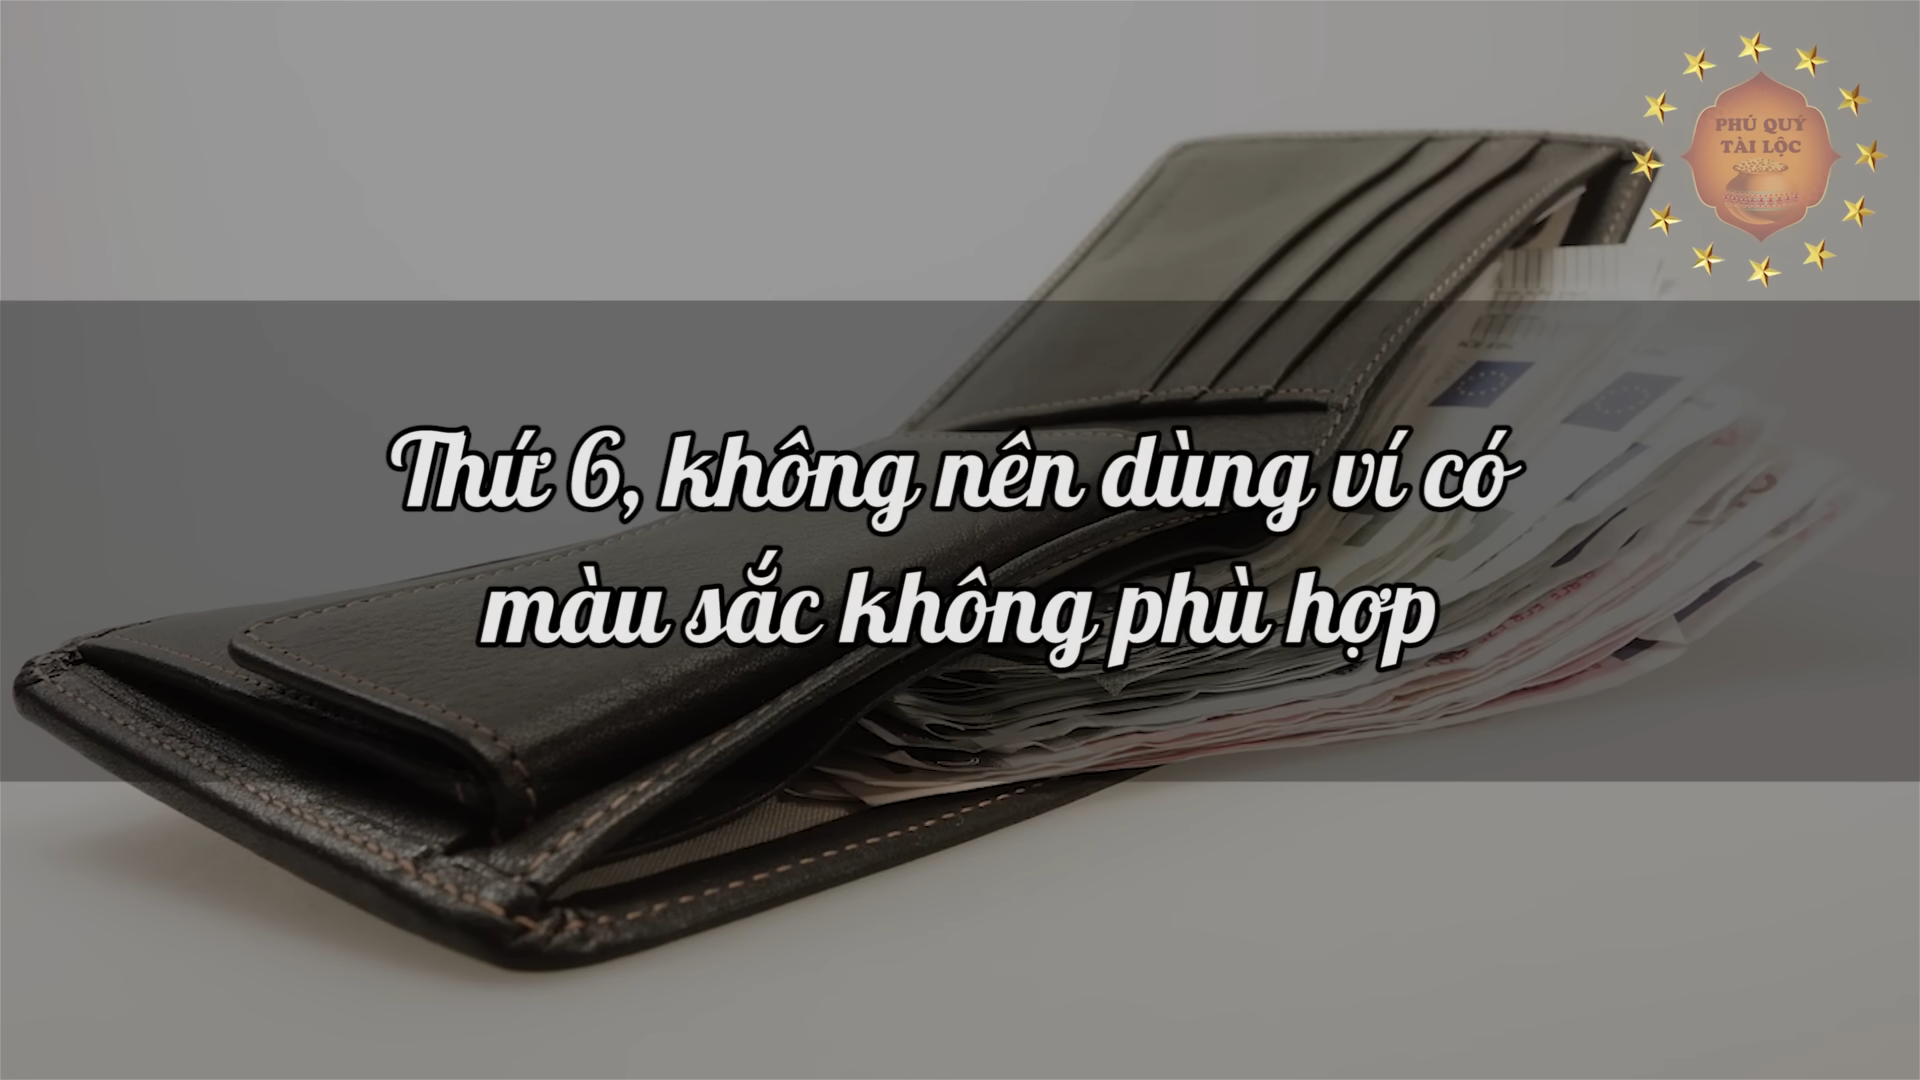 PHÚ QUÝ
TÀI LỘC
Thứ 6, không nên dùng ví có
màu sắc không phù hợp